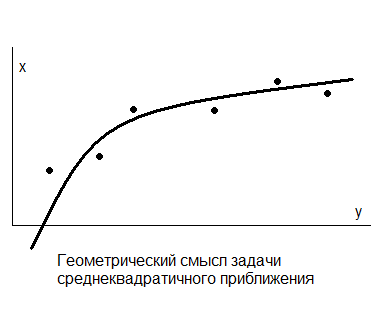 x
y
Геометрический смысл задачи
среднеквадратичного приближения